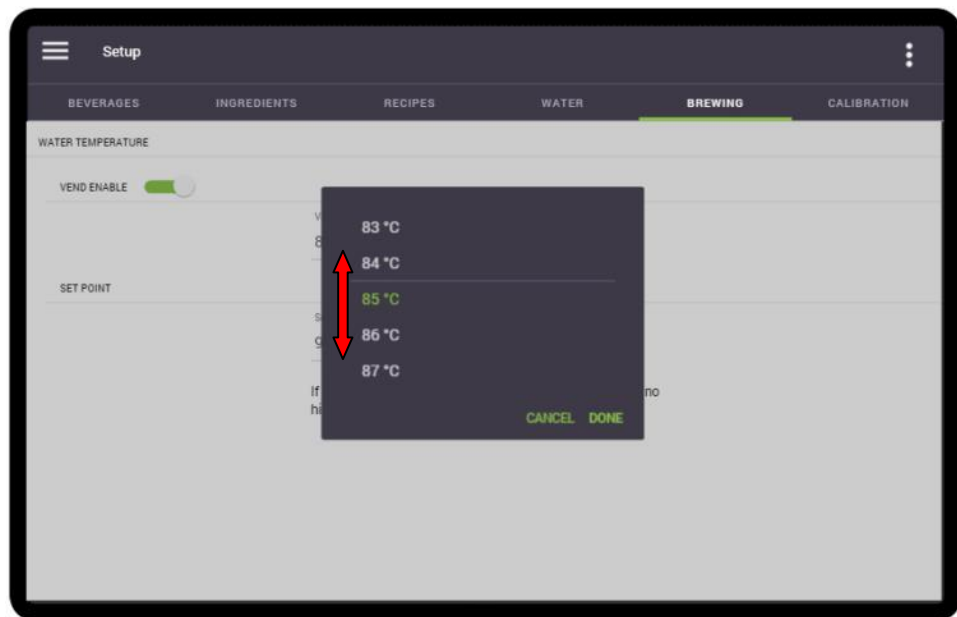 Setup
BEVERAGES INGREDIENTS RECIPES WATER BREWING CALIBRATION
WATER TEMPERATURE
VEND ENABLE
83 °C
84 °C
SET POINT
85 °C
86 °C
87 °C
If no
hi
CANCEL DONE